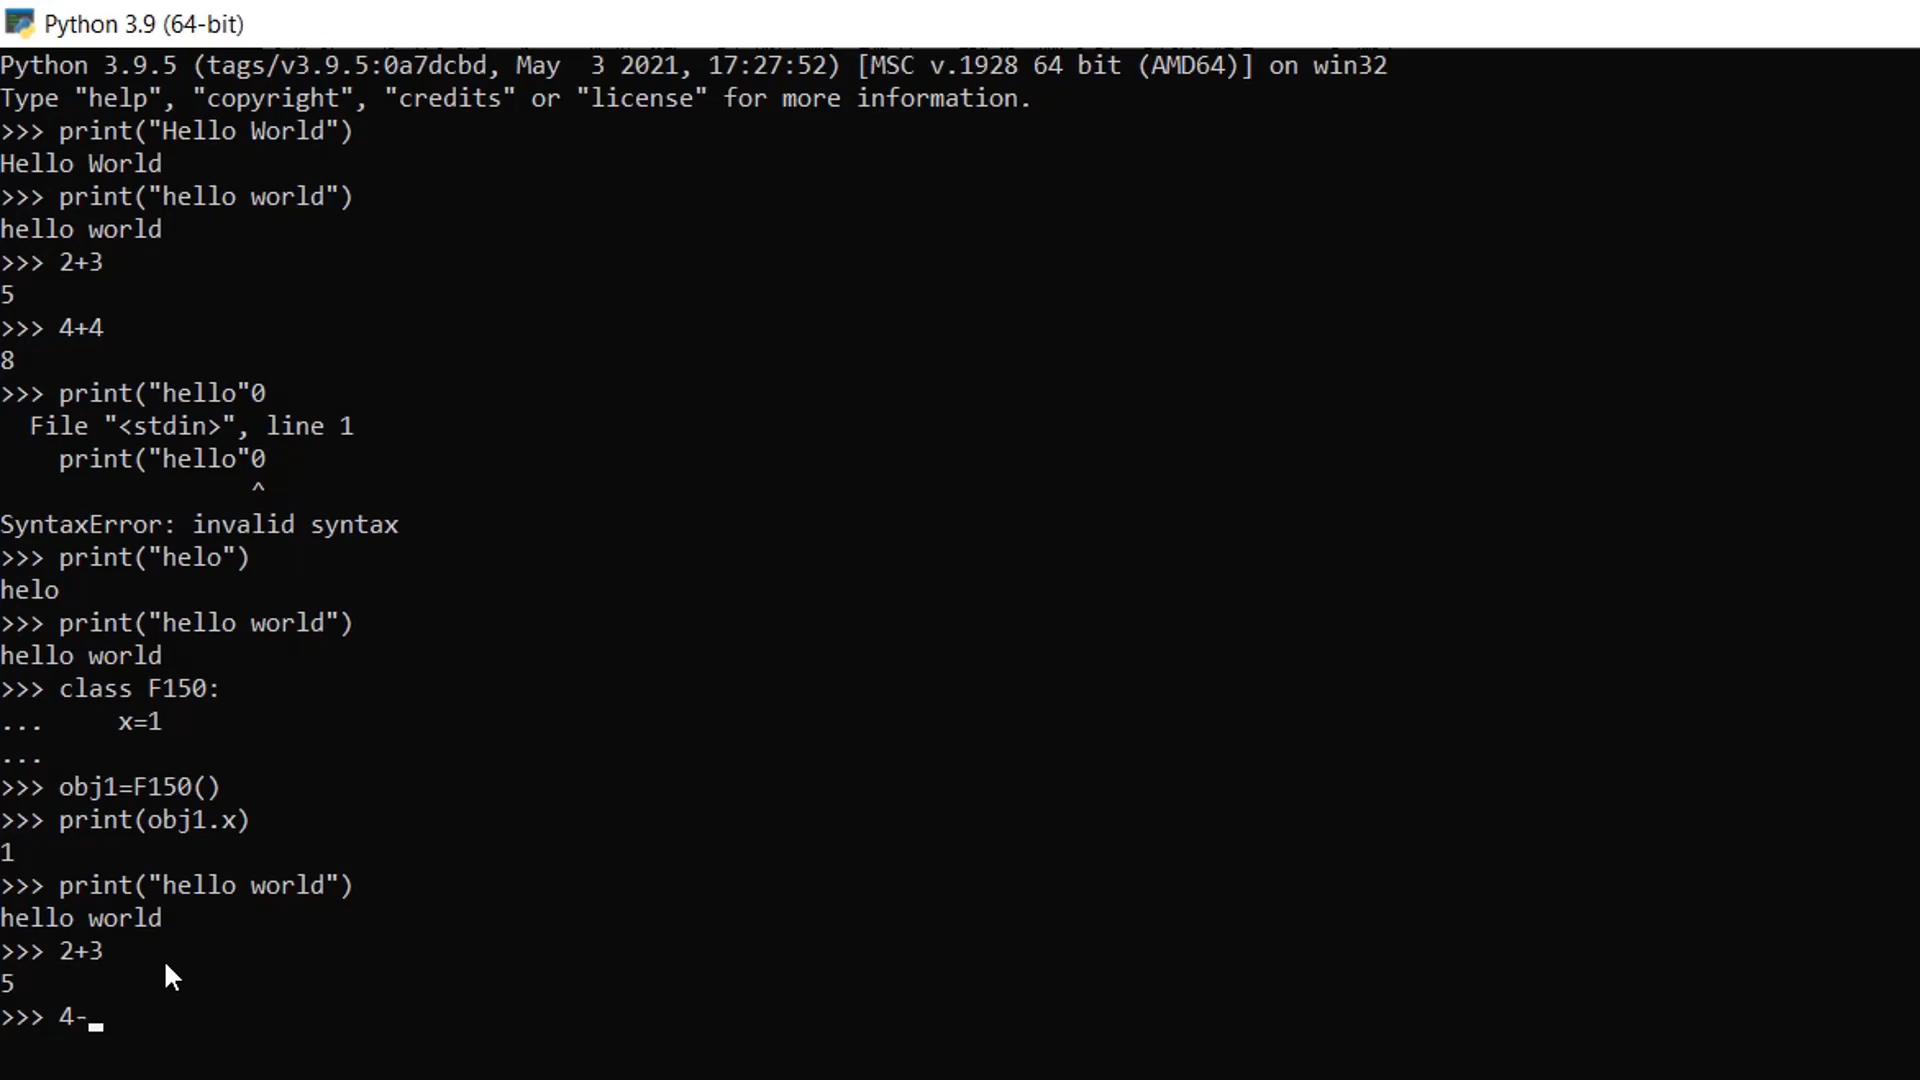 Python 3.9 (64-bit)
Python 3.9.5 (tags/v3.9.5:0a7dcbd, May  3 2021, 17:27:52) [MSC v.1928 64 bit (AMD64)] on win32
Type "help", "copyright", "credits" or "license" for more information.
>>> print("Hello World")
Hello World
>>> print("hello world")
hello world
>>> 2+3
5
>>> 4+4
8
>>> print("hello"0
  File "<stdin>", line 1
    print("hello"0
                 ^
SyntaxError: invalid syntax
>>> print("helo")
helo
>>> print("hello world")
hello world
>>> class F150:
...     x=1
...
>>> obj1=F150()
>>> print(obj1.x)
1
>>> print("hello world")
hello world
>>> 2+3
5
>>> 4-